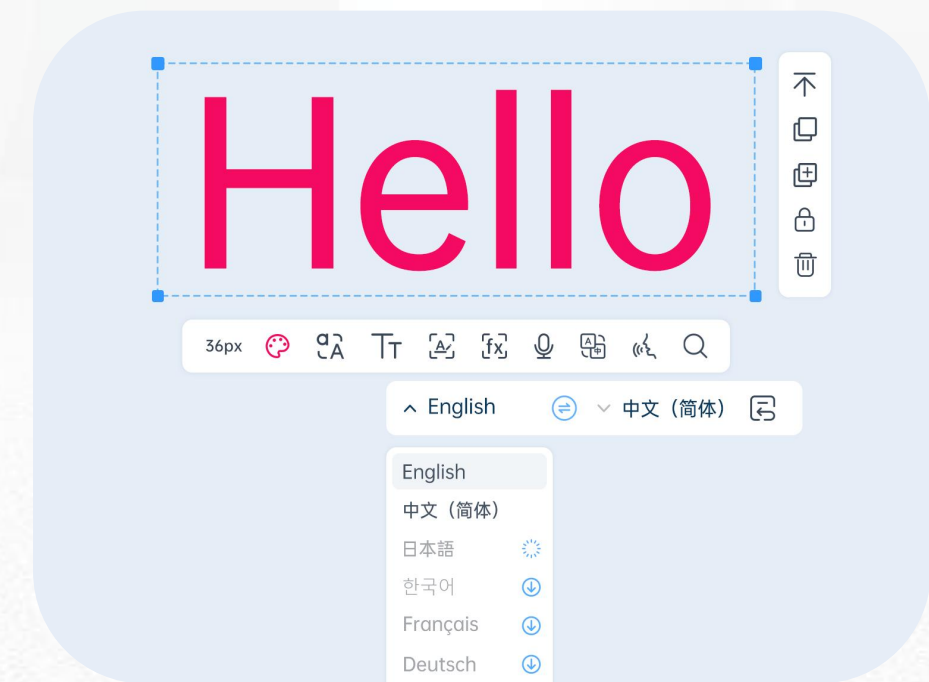 Hello
36px
English 中文（简体）
English
中文（简体）
日本語
한국어
Français
Deutsch